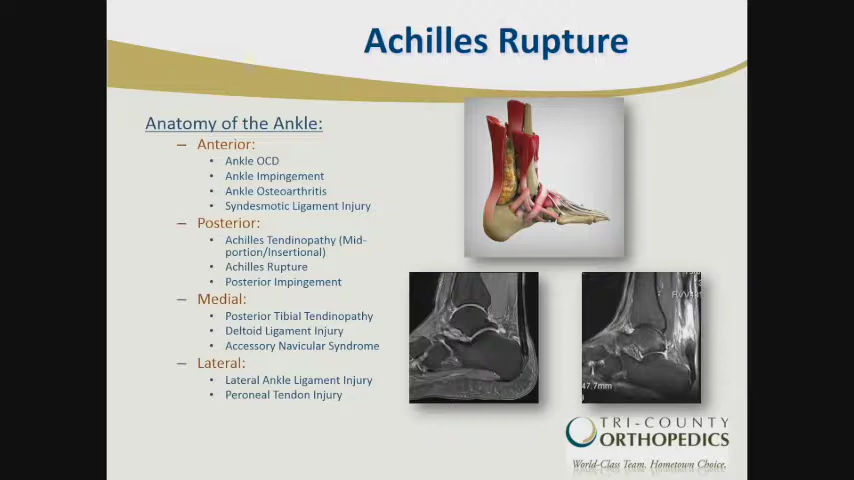 Achilles Rupture
Anatomy of the Ankle:
– Anterior:
• Ankle OCD
• Ankle Impingement
• Ankle Osteoarthritis
• Syndesmotic Ligament Injury
– Posterior:
• Achilles Tendinopathy (Mid-
portion/Insertional)
• Achilles Rupture
• Posterior Impingement
– Medial:
• Posterior Tibial Tendinopathy
• Deltoid Ligament Injury
• Accessory Navicular Syndrome
– Lateral:
• Lateral Ankle Ligament Injury
• Peroneal Tendon Injury
47.7mm
TRI-COUNTY
ORTHOPEDICS
World-Class Team. Hometown Choice.